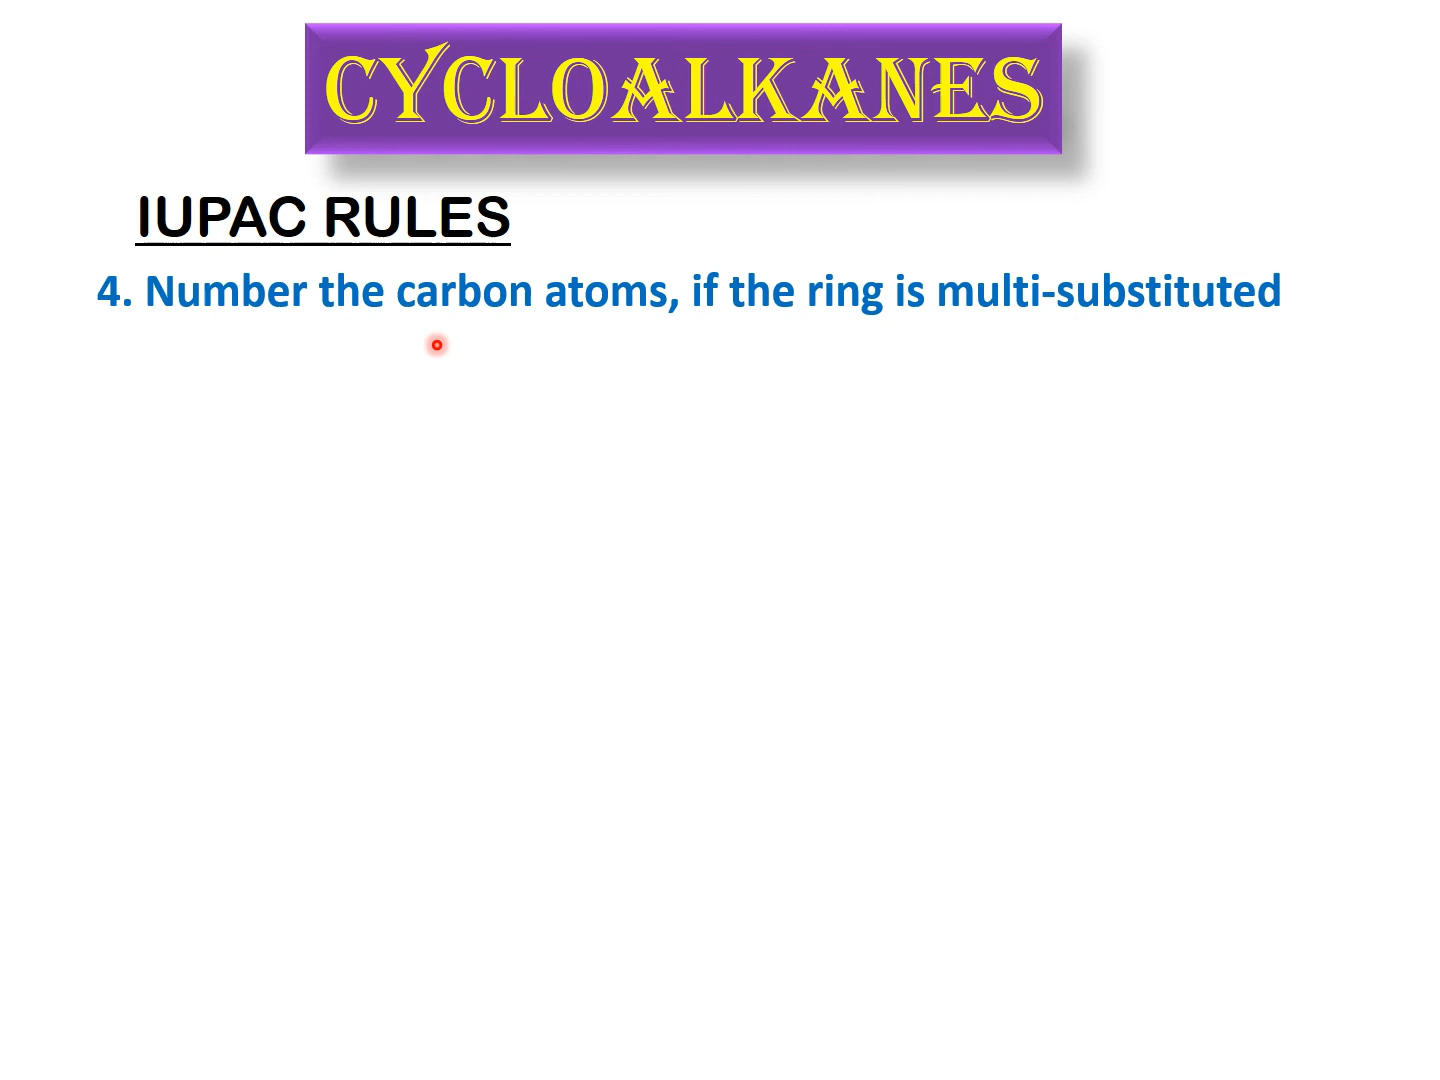 CYCLOALKANES
IUPAC RULES
4. Number the carbon atoms, if the ring is multi-substituted